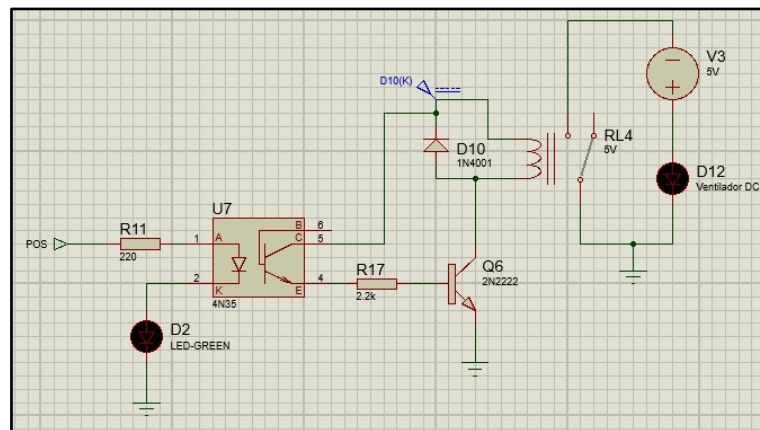 D10(K)
V3
5V
D10
1N4001
RL4
5V
D12
Ventilador DC
U7
R11
220
POS
1
2
A
K
B
C
E
6
5
4
4N35
R17
2.2k
Q6
2N2222
D2
LED-GREEN